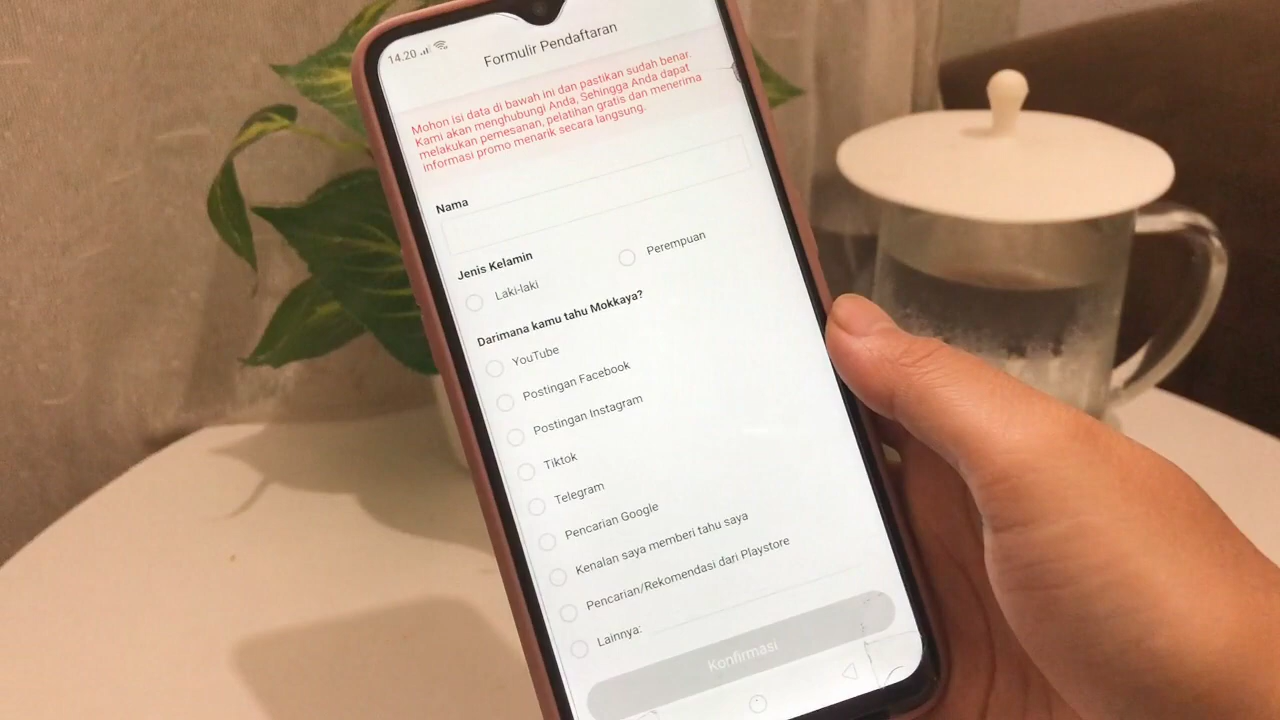 14.20
Formulir Pendaftaran
Mohon isi data di bawah ini dan pastikan sudah benar.
Kami akan menghubungi Anda, Sehingga Anda dapat
melakukan pemesanan, pelatihan gratis dan menerima
informasi promo menarik secara langsung.
Nama
Jenis Kelamin
Laki-laki
Perempuan
Darimana kamu tahu Mokkaya?
YouTube
Postingan Facebook
Postingan Instagram
Tiktok
Telegram
Pencarian Google
Kenalan saya memberi tahu saya
Pencarian/Rekomendasi dari Playstore
Lainnya:
Konfirmasi